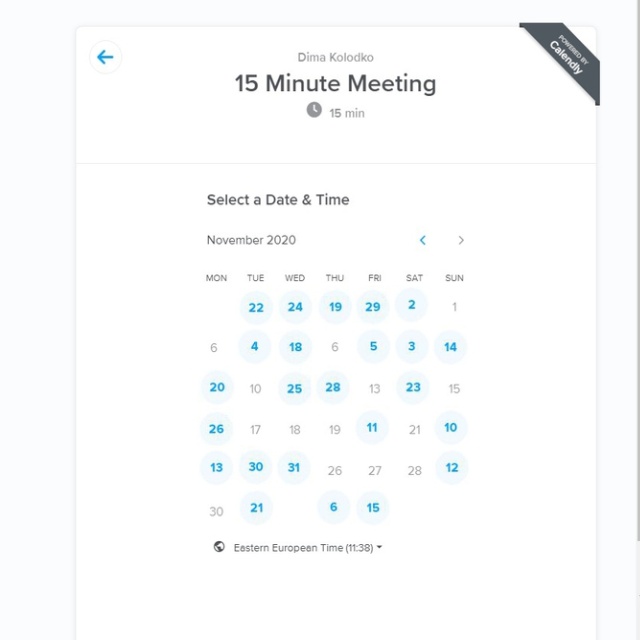 Dima Kolodko
15 Minute Meeting
15 min
POWERED BY
Calendly
Select a Date & Time
November 2020
MON TUE WED THU FRI SAT SUN
22 24 19 29 2 1
6 4 18 6 5 3 14
20 10 25 28 13 23 15
26 17 18 19 11 21 10
13 30 31 26 27 28 12
30 21 6 15
Eastern European Time (11:38)